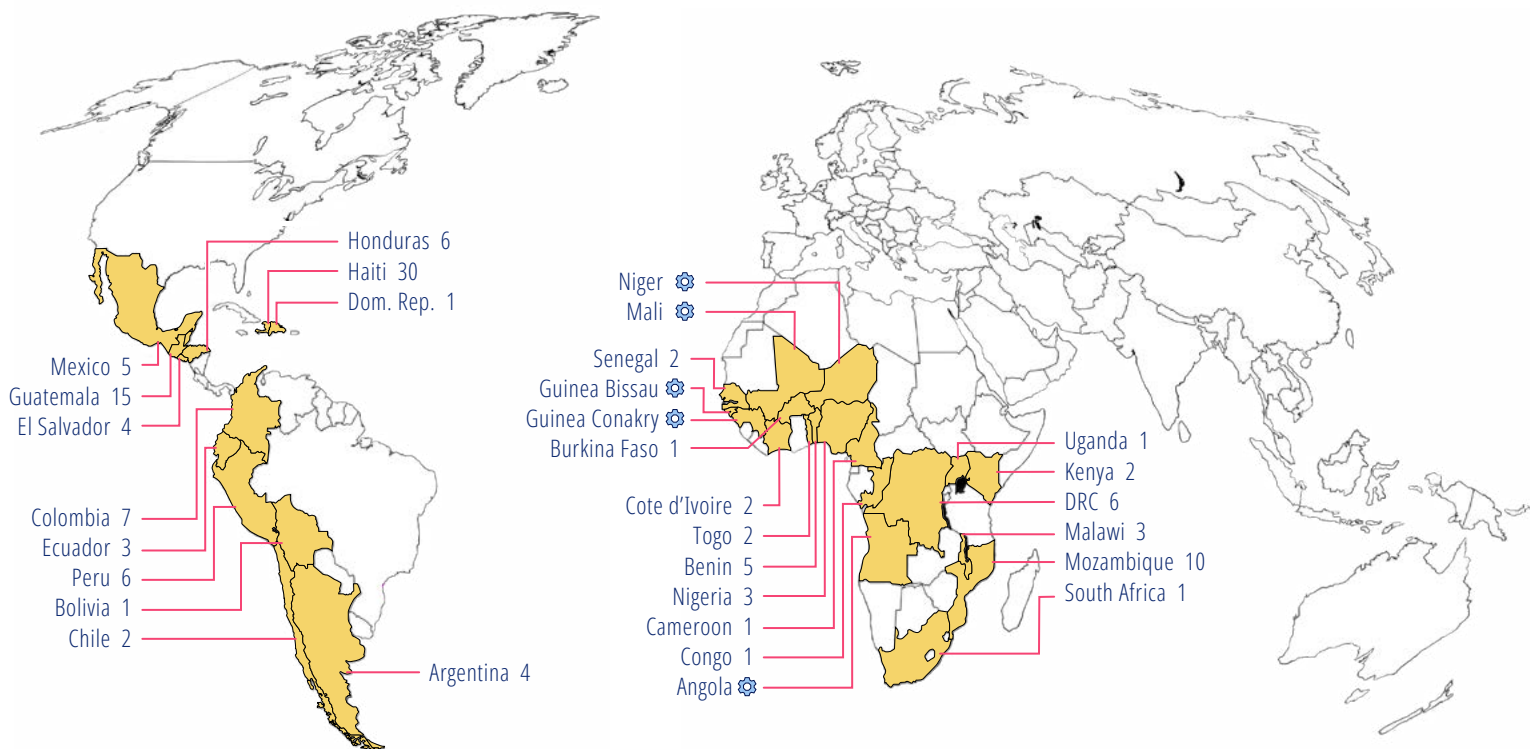 Honduras 6
Haiti 30
Dom. Rep. 1
Mexico 5
Guatemala 15
El Salvador 4
Colombia 7
Ecuador 3
Peru 6
Bolivia 1
Chile 2
Argentina 4
Niger
Mali
Senegal 2
Guinea Bissau
Guinea Conakry
Burkina Faso 1
Cote d’Ivoire 2
Togo 2
Benin 5
Nigeria 3
Cameroon 1
Congo 1
Angola
Uganda 1
Kenya 2
DRC 6
Malawi 3
Mozambique 10
South Africa 1